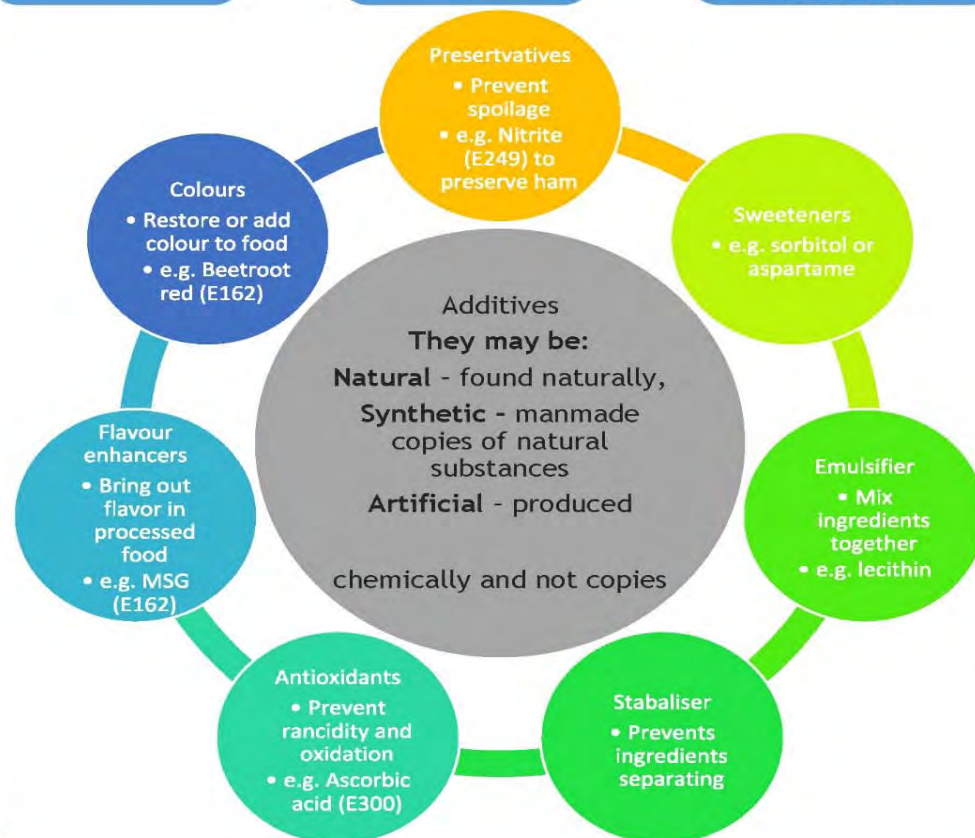 Presertvatives
• Prevent
spoilage
• e.g. Nitrite
(E249) to
preserve ham
Sweeteners
• e.g. sorbitol or
aspartame
Emulsifier
• Mix
ingredients
together
• e.g. lecithin
Stabaliser
• Prevents
ingredients
separating
Antioxidants
• Prevent
rancidity and
oxidation
• e.g. Ascorbic
acid (E300)
Flavour
enhancers
• Bring out
flavor in
processed
food
• e.g. MSG
(E162)
Colours
• Restore or add
colour to food
• e.g. Beetroot
red (E162)
Additives
They may be:
Natural - found naturally,
Synthetic - manmade
copies of natural
substances
Artificial - produced
chemically and not copies